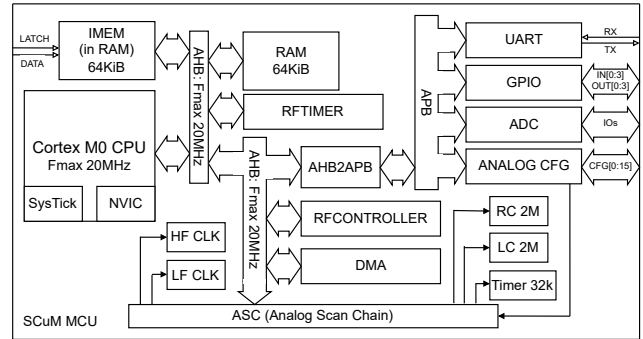 LATCH
DATA
IMEM
(in RAM)
64KiB
AHB: Fmax 20MHz
RAM
64KiB
RFTIMER
Cortex M0 CPU
Fmax 20MHz
SysTick
NVIC
AHB: Fmax 20MHz
AHB2APB
APB
UART
RX
TX
GPIO
IN[0:3]
OUT[0:3]
ADC
IOs
ANALOG CFG
CFG[0:15]
RFCONTROLLER
DMA
HF CLK
LF CLK
RC 2M
LC 2M
Timer 32k
ASC (Analog Scan Chain)
SCuM MCU